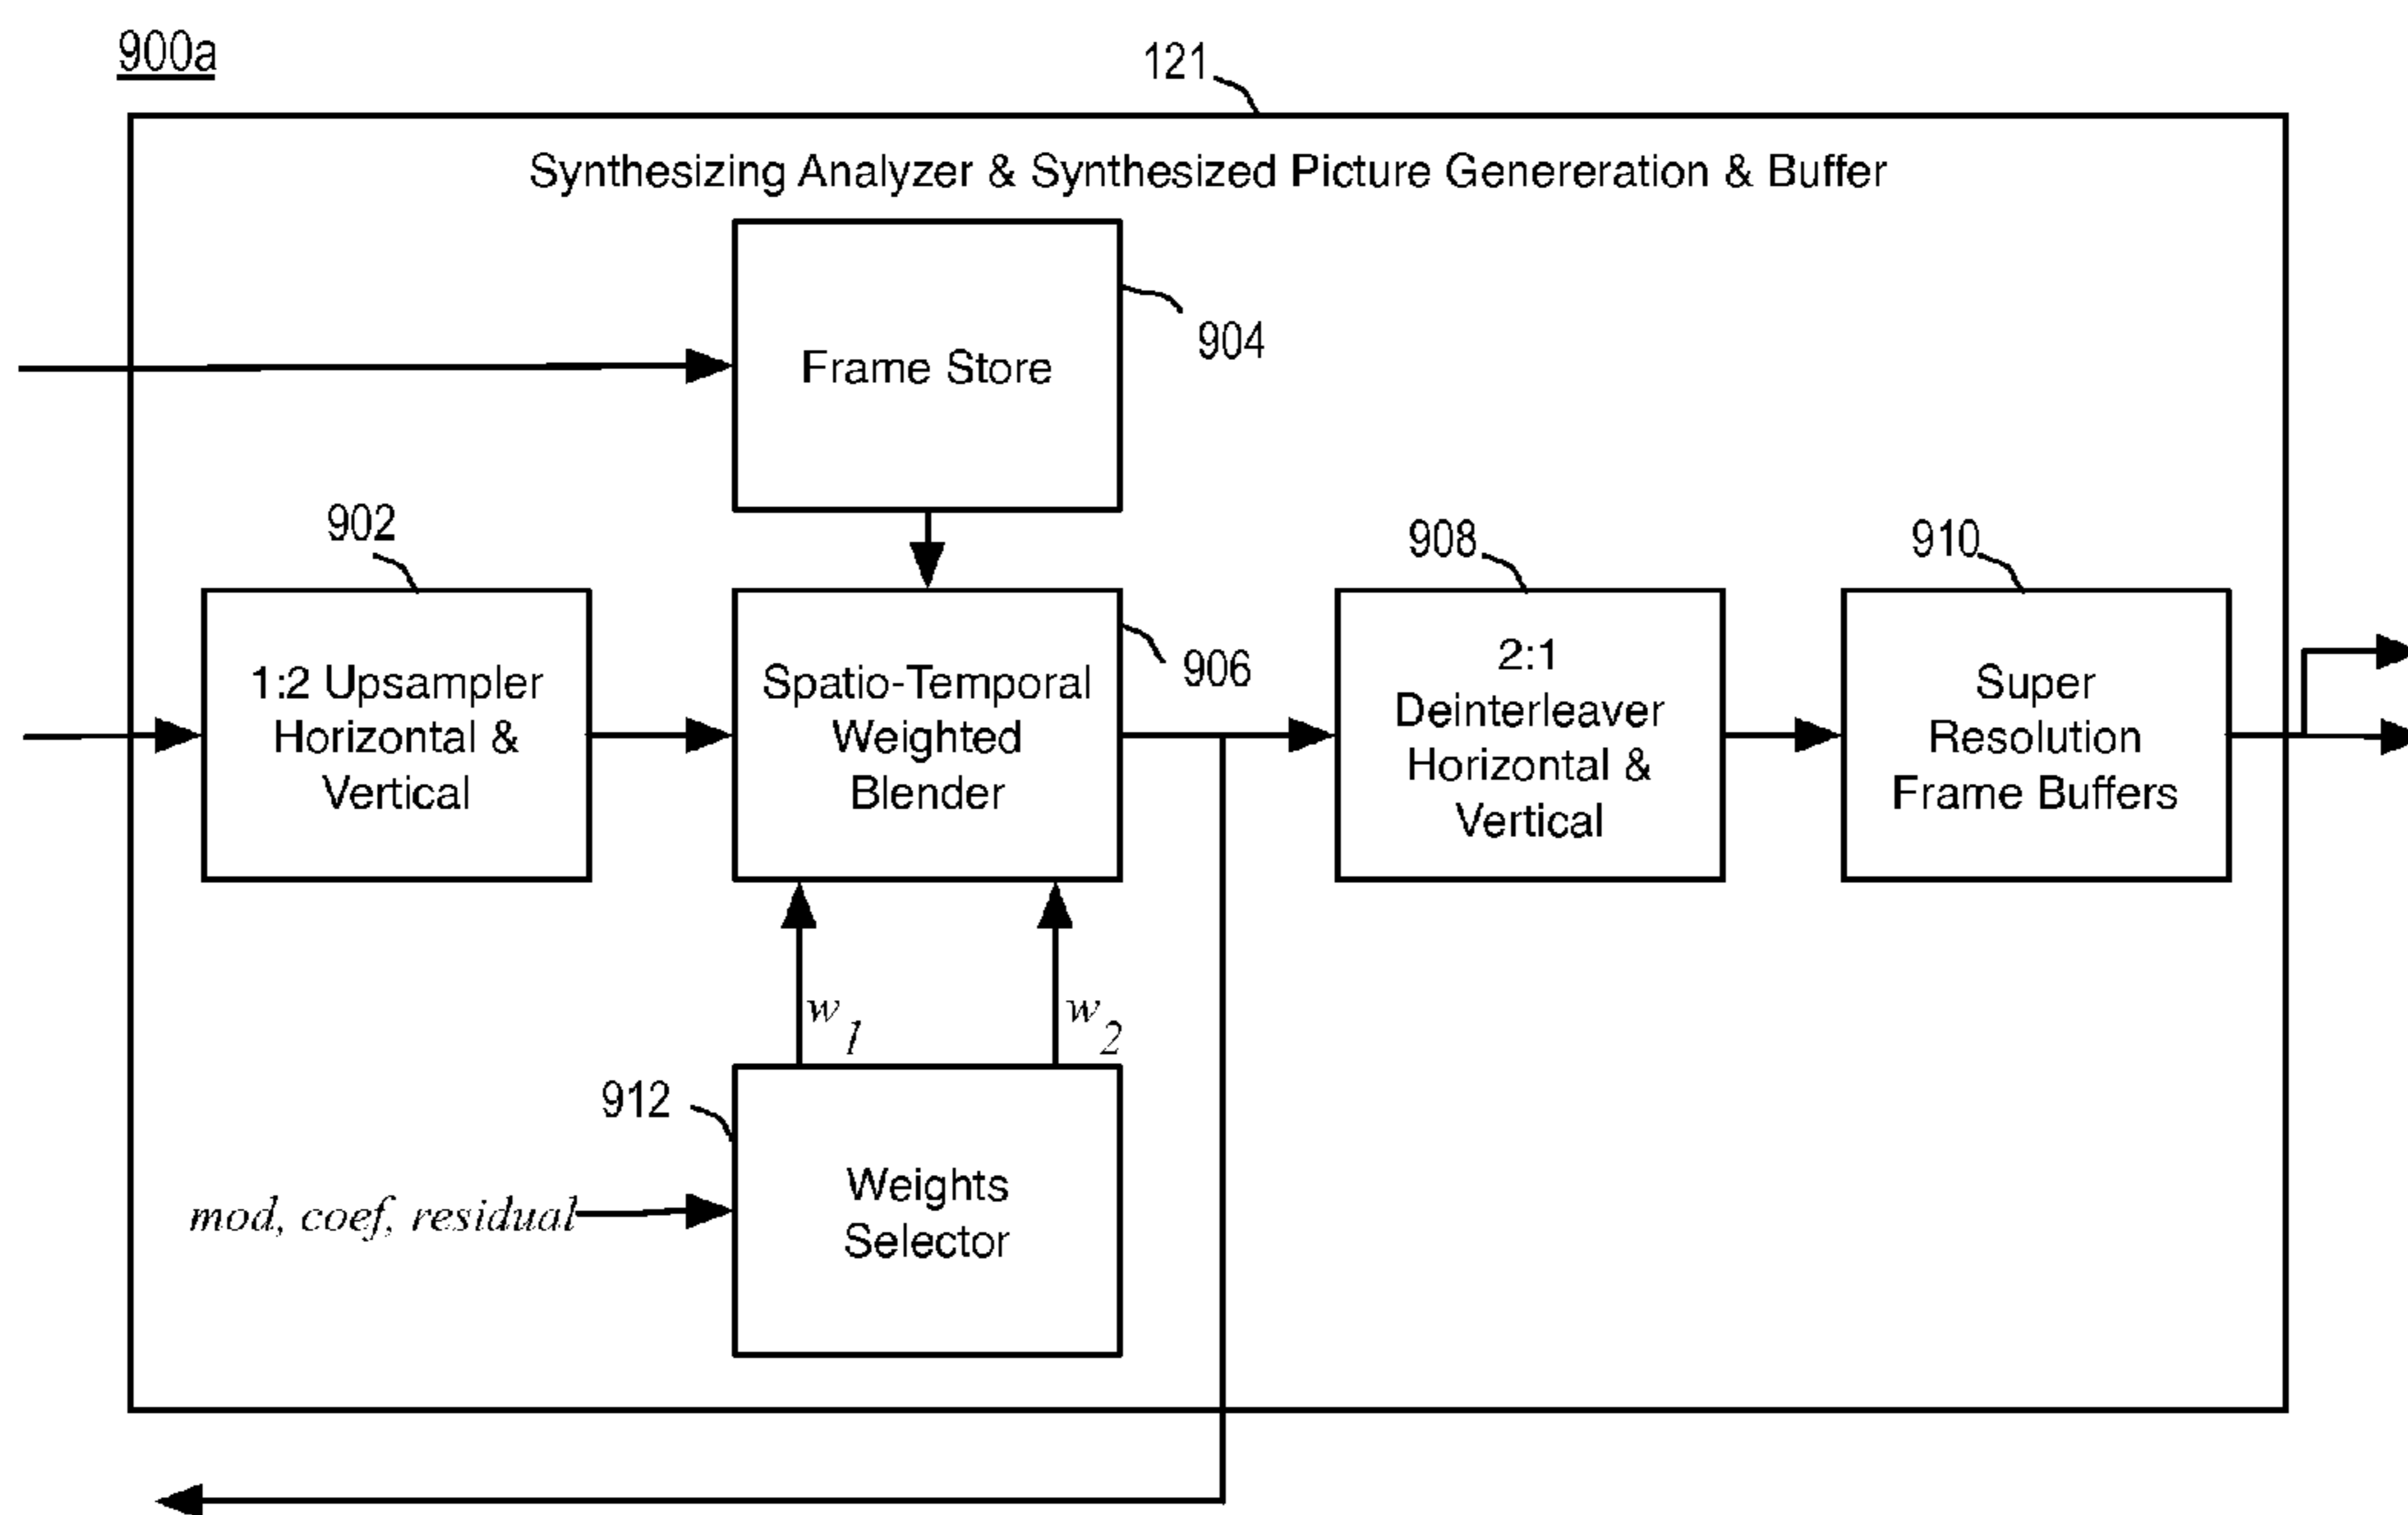 900a
121
Synthesizing Analyzer & Synthesized Picture Genereration & Buffer
904
Frame Store
902
908
910
1:2 Upsampler
Horizontal &
Vertical
Spatio-Temporal
Weighted
Blender
906
2:1
Deinterleaver
Horizontal &
Vertical
Super
Resolution
Frame Buffers
w1
w2
912
mod, coef, residual
Weights
Selector